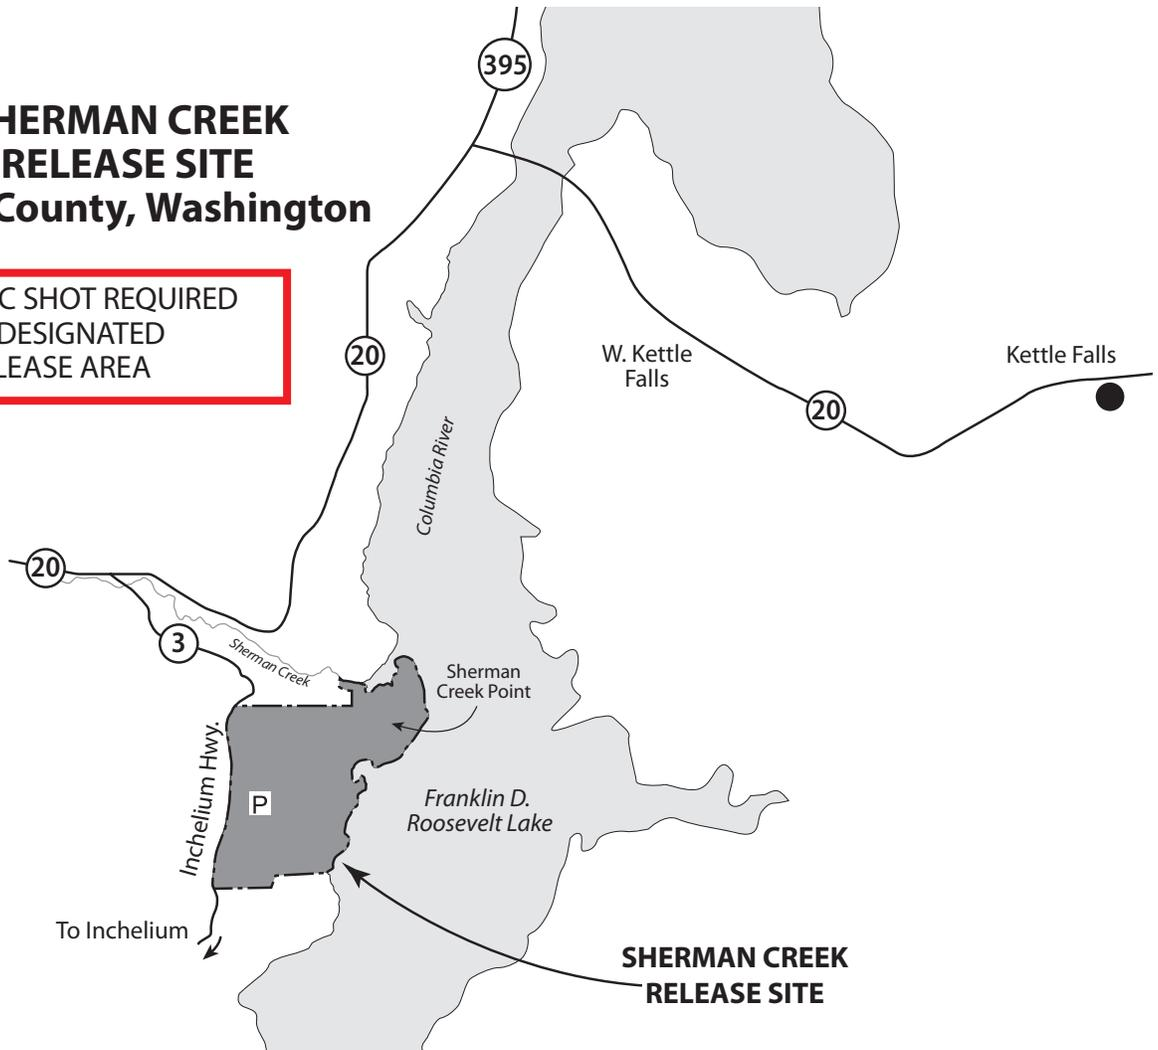 395
HERMAN CREEK
RELEASE SITE
County, Washington
C SHOT REQUIRED
DESIGNATED
LEASE AREA
20
W. Kettle
Falls
Kettle Falls
20
Columbia River
20
3
Sherman Creek
Sherman
Creek Point
Inchelium Hwy.
P
Franklin D.
Roosevelt Lake
To Inchelium
SHERMAN CREEK
RELEASE SITE